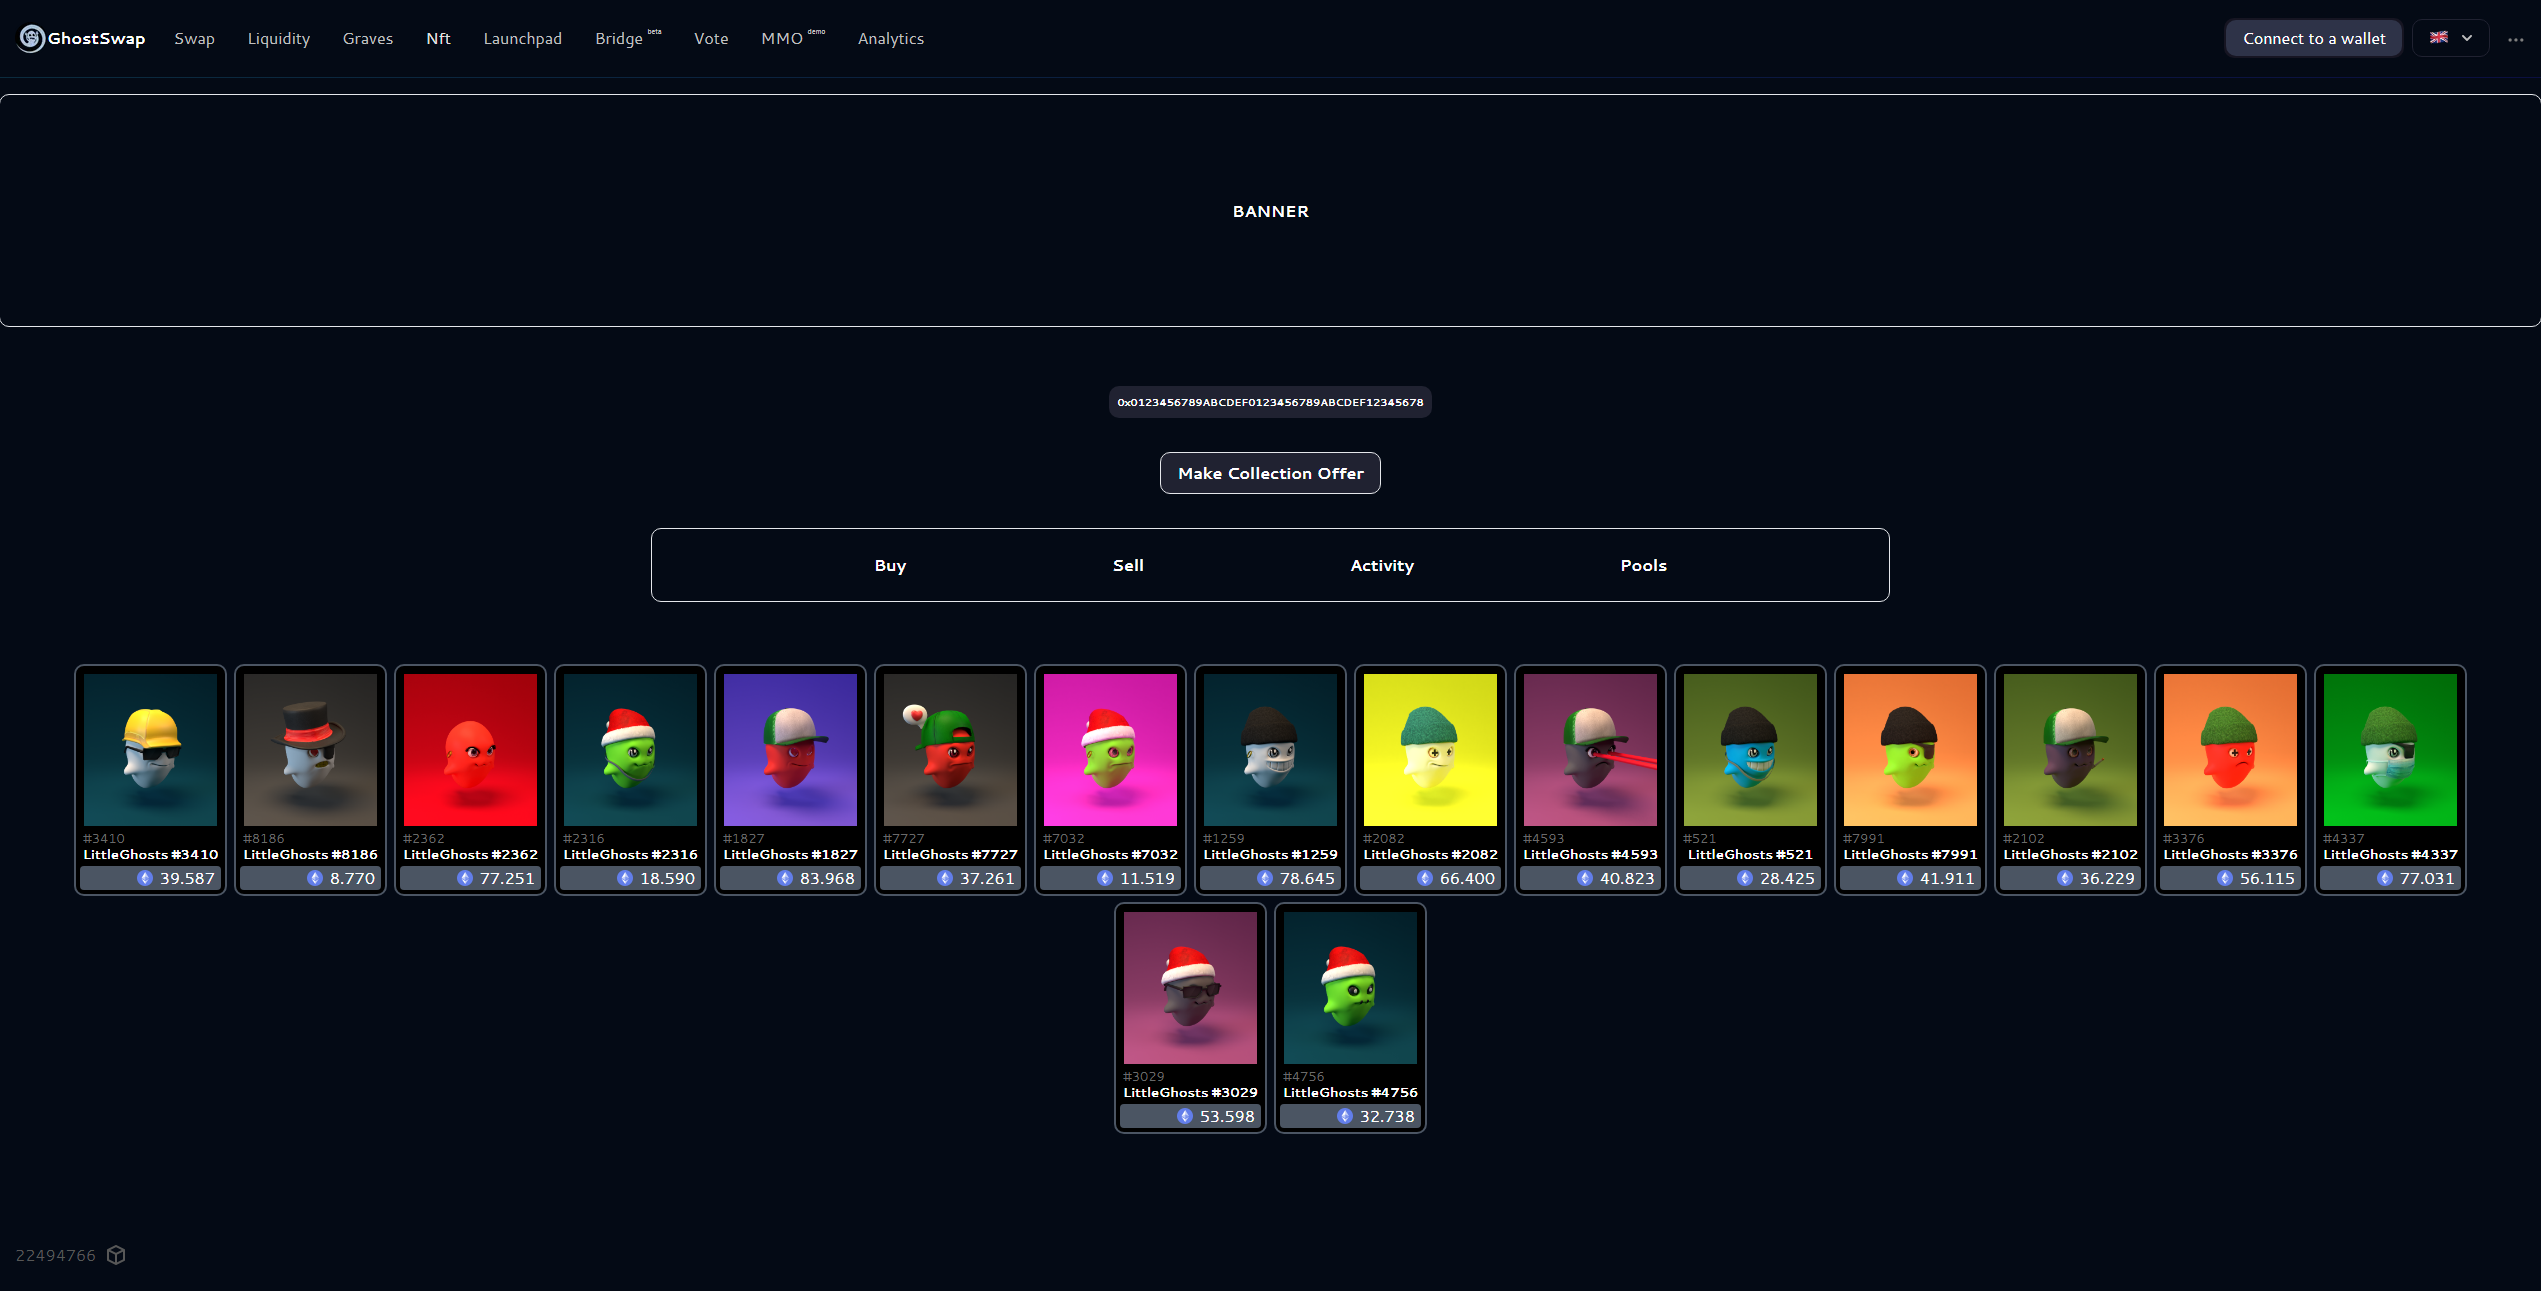 GhostSwap Swap Liquidity Graves Nft Launchpad Bridge beta Vote MMO demo Analytics Connect to a wallet
BANNER
0x0123456789ABCDEF0123456789ABCDEF12345678
Make Collection Offer
Buy Sell Activity Pools
#3410 #8186 #2362 #2316 #1827 #7727 #7032 #1259 #2082 #4593 #521 #7991 #2102 #3376 #4337
LittleGhosts #3410 LittleGhosts #8186 LittleGhosts #2362 LittleGhosts #2316 LittleGhosts #1827 LittleGhosts #7727 LittleGhosts #7032 LittleGhosts #1259 LittleGhosts #2082 LittleGhosts #4593 LittleGhosts #521 LittleGhosts #7991 LittleGhosts #2102 LittleGhosts #3376 LittleGhosts #4337
39.587 8.770 77.251 18.590 83.968 37.261 11.519 78.645 66.400 40.823 28.425 41.911 36.229 56.115 77.031
#3029 #4756
LittleGhosts #3029 LittleGhosts #4756
53.598 32.738
22494766